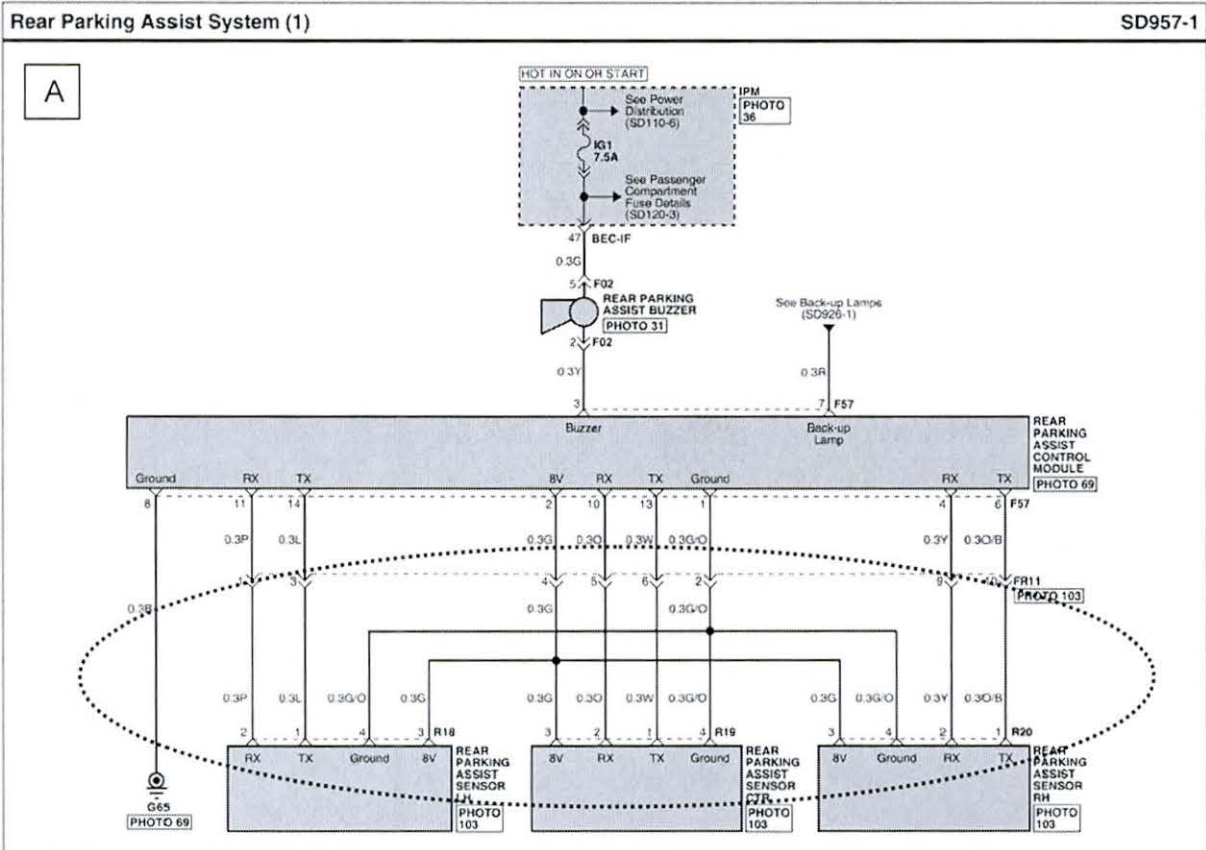 Rear Parking Assist System (1)
SD957-1
A
HOT IN ON OR START
See Power
Distribution
(SD110-6)
IG1
7.5A
See Passenger
Compartment
Fuse Details
(SD120-3)
IPM
PHOTO
36
47 BEC-IF
0.3G
5 F02
REAR PARKING
ASSIST BUZZER
PHOTO 31
2 F02
0.3Y
See Back-up Lamps
(SD926-1)
0.3R
3 7 F57
Buzzer Back-up
Lamp
REAR
PARKING
ASSIST
CONTROL
MODULE
PHOTO 69
Ground RX TX 8V RX TX Ground RX TX
8 11 14 2 10 13 1 4 6 F57
0.3P 0.3L 0.3G 0.3O 0.3W 0.3G/O 0.3Y 0.3O/B
1 3 4 5 6 2 9 10 FR11
PHOTO 103
0.3B 0.3G 0.3G/O
0.3P 0.3L 0.3G/O 0.3G 0.3G 0.3O 0.3W 0.3G/O 0.3G 0.3G/O 0.3Y 0.3O/B
2 1 4 3 R18 3 2 1 4 R19 3 4 2 1 R20
RX TX Ground 8V
REAR
PARKING
ASSIST
SENSOR
LH
PHOTO
103
8V RX TX Ground
REAR
PARKING
ASSIST
SENSOR
CTR
PHOTO
103
8V Ground RX TX
REAR
PARKING
ASSIST
SENSOR
RH
PHOTO
103
G65
PHOTO 69